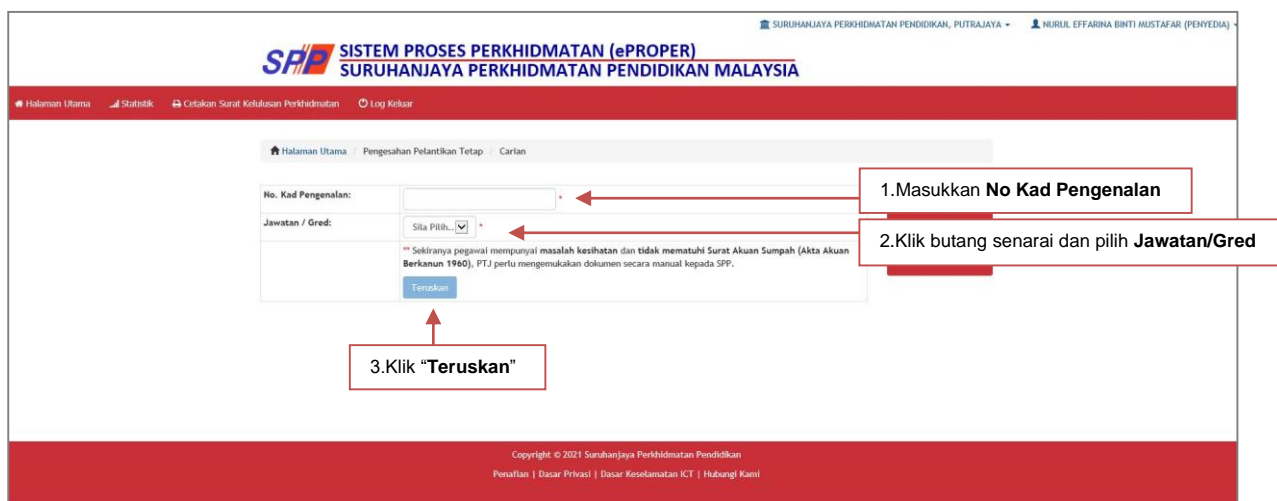 SURUHANJAYA PERKHIDMATAN PENDIDIKAN, PUTRAJAYA
NURUL EFFARINA BINTI MUSTAFAR (PENYEDIA)
SPP
SISTEM PROSES PERKHIDMATAN (ePROPER)
SURUHANJAYA PERKHIDMATAN PENDIDIKAN MALAYSIA
Halaman Utama Statistik Cetakan Surat Kelulusan Perkhidmatan Log Keluar
Halaman Utama / Pengesahan Pelantikan Tetap / Carian
No. Kad Pengenalan: *
1.Masukkan No Kad Pengenalan
Jawatan / Gred: Sila Pilih.. *
2.Klik butang senarai dan pilih Jawatan/Gred
** Sekiranya pegawai mempunyai masalah kesihatan dan tidak mematuhi Surat Akuan Sumpah (Akta Akuan
Berkanun 1960), PTJ perlu mengemukakan dokumen secara manual kepada SPP.
Teruskan
3.Klik “Teruskan”
Copyright © 2021 Suruhanjaya Perkhidmatan Pendidikan
Penafian | Dasar Privasi | Dasar Keselamatan ICT | Hubungi Kami